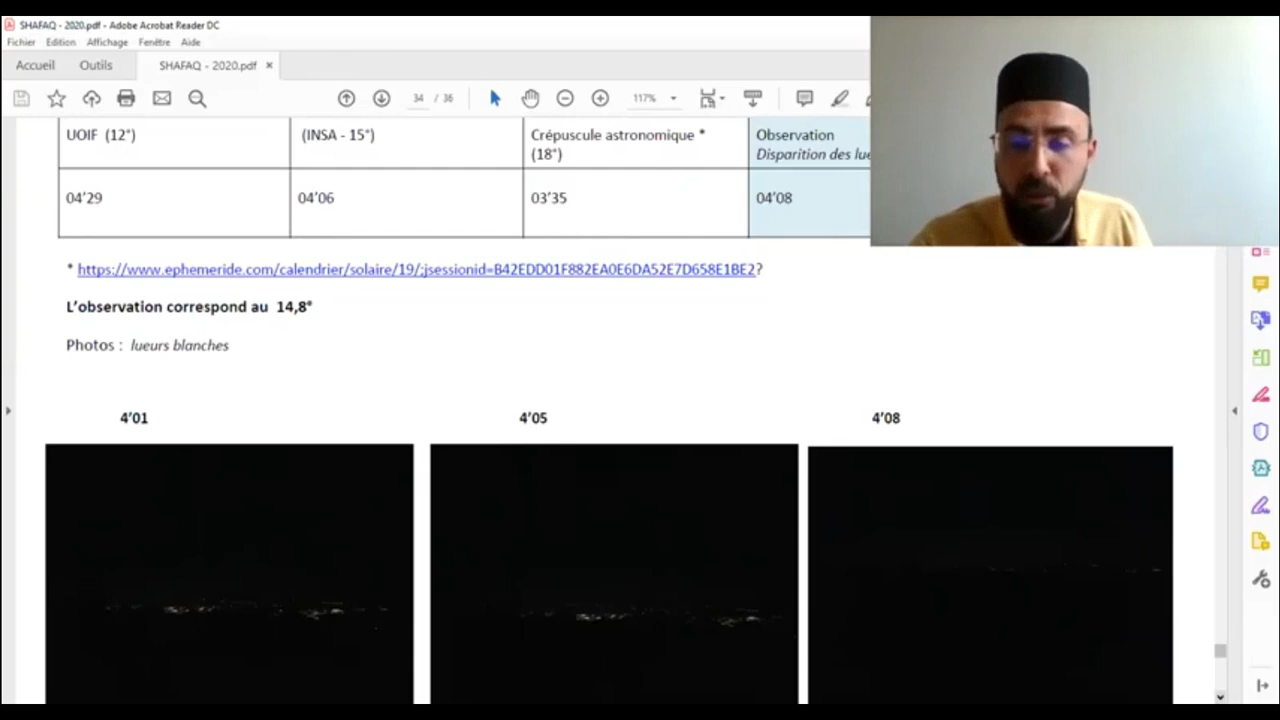 SHAFAQ - 2020.pdf - Adobe Acrobat Reader DC
Fichier Edition Affichage Fenêtre Aide
Accueil Outils SHAFAQ - 2020.pdf ×
34 / 36 117%
UOIF (12°) (INSA - 15°) Crépuscule astronomique * Observation
(18°) Disparition des lue
04’29 04’06 03’35 04’08
* https://www.ephemeride.com/calendrier/solaire/19/;jsessionid=B42EDD01F882EA0E6DA52E7D658E1BE2?
L’observation correspond au 14,8°
Photos : lueurs blanches
4’01 4’05 4’08